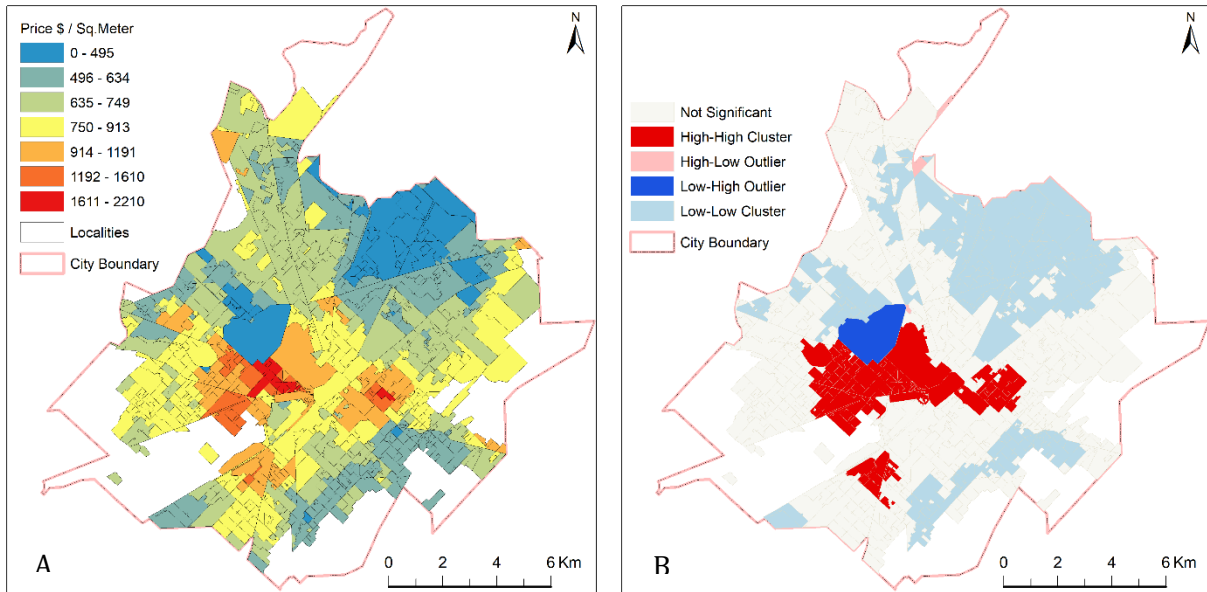 Price $ / Sq.Meter
0 - 495
496 - 634
635 - 749
750 - 913
914 - 1191
1192 - 1610
1611 - 2210
Localities
City Boundary
N
A
0 2 4 6 Km
N
Not Significant
High-High Cluster
High-Low Outlier
Low-High Outlier
Low-Low Cluster
City Boundary
B
0 2 4 6 Km